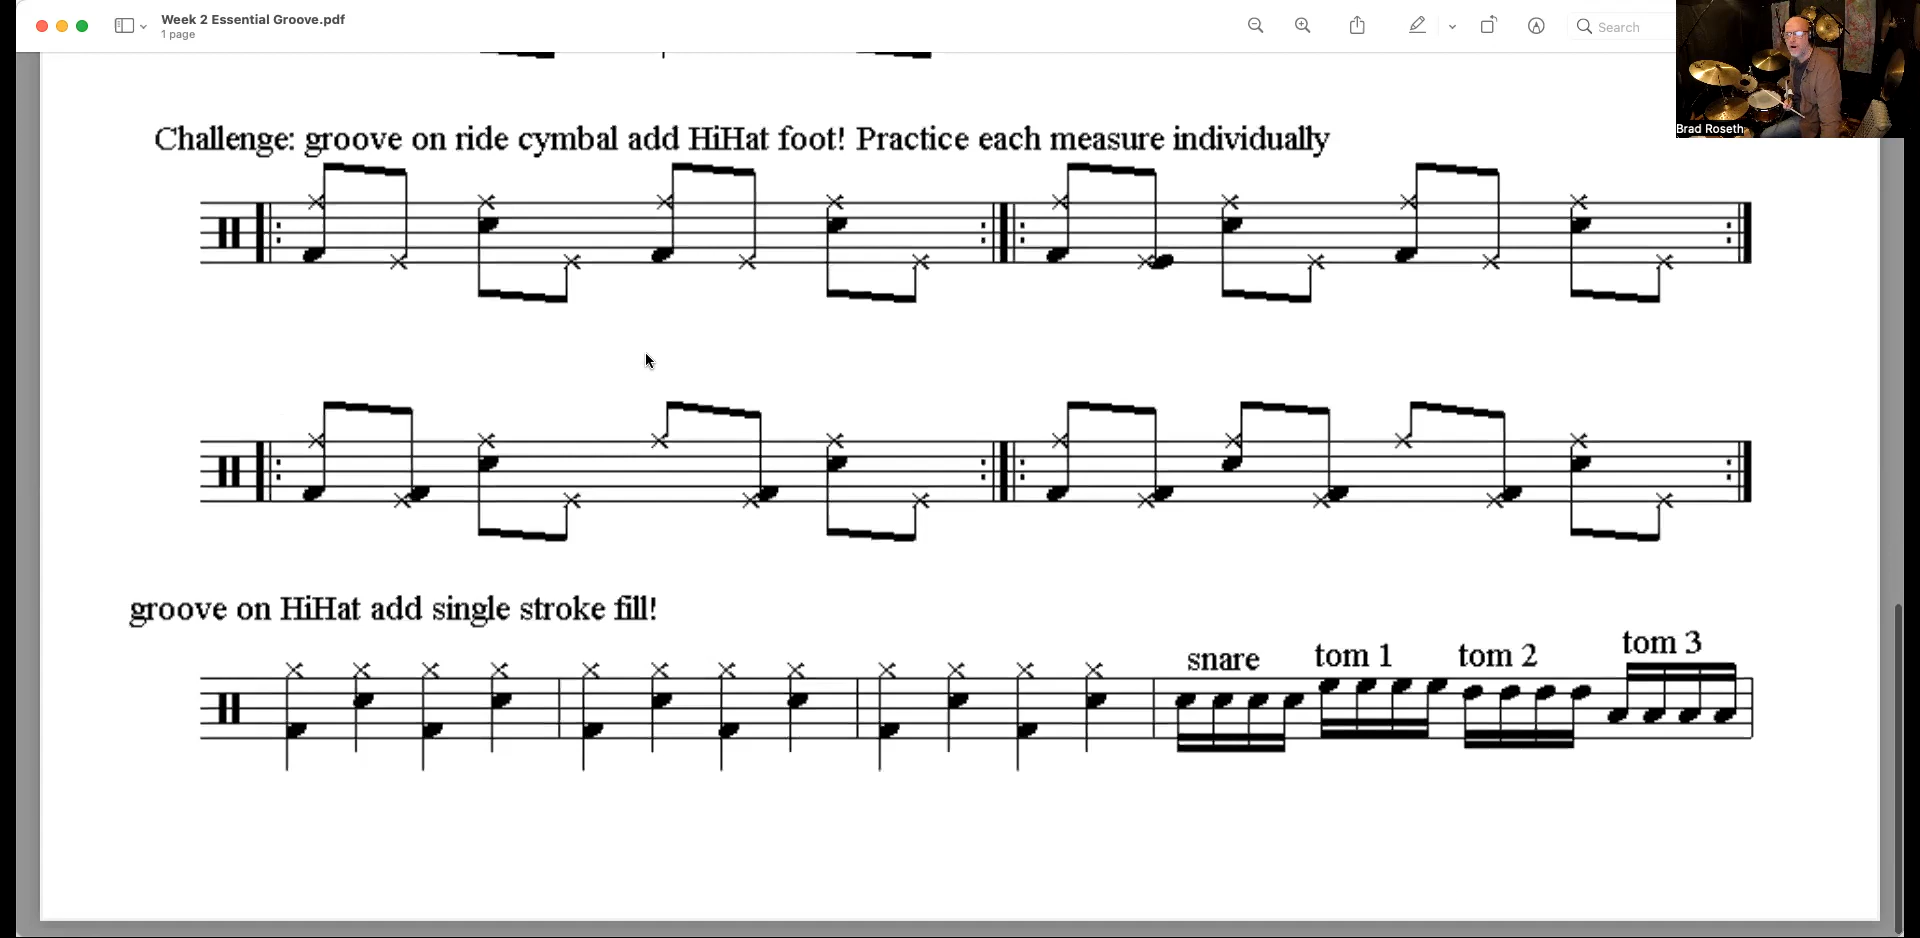 Week 2 Essential Groove.pdf
1 page
Search
Brad Roseth
Challenge: groove on ride cymbal add HiHat foot! Practice each measure individually
groove on HiHat add single stroke fill!
snare tom 1 tom 2 tom 3